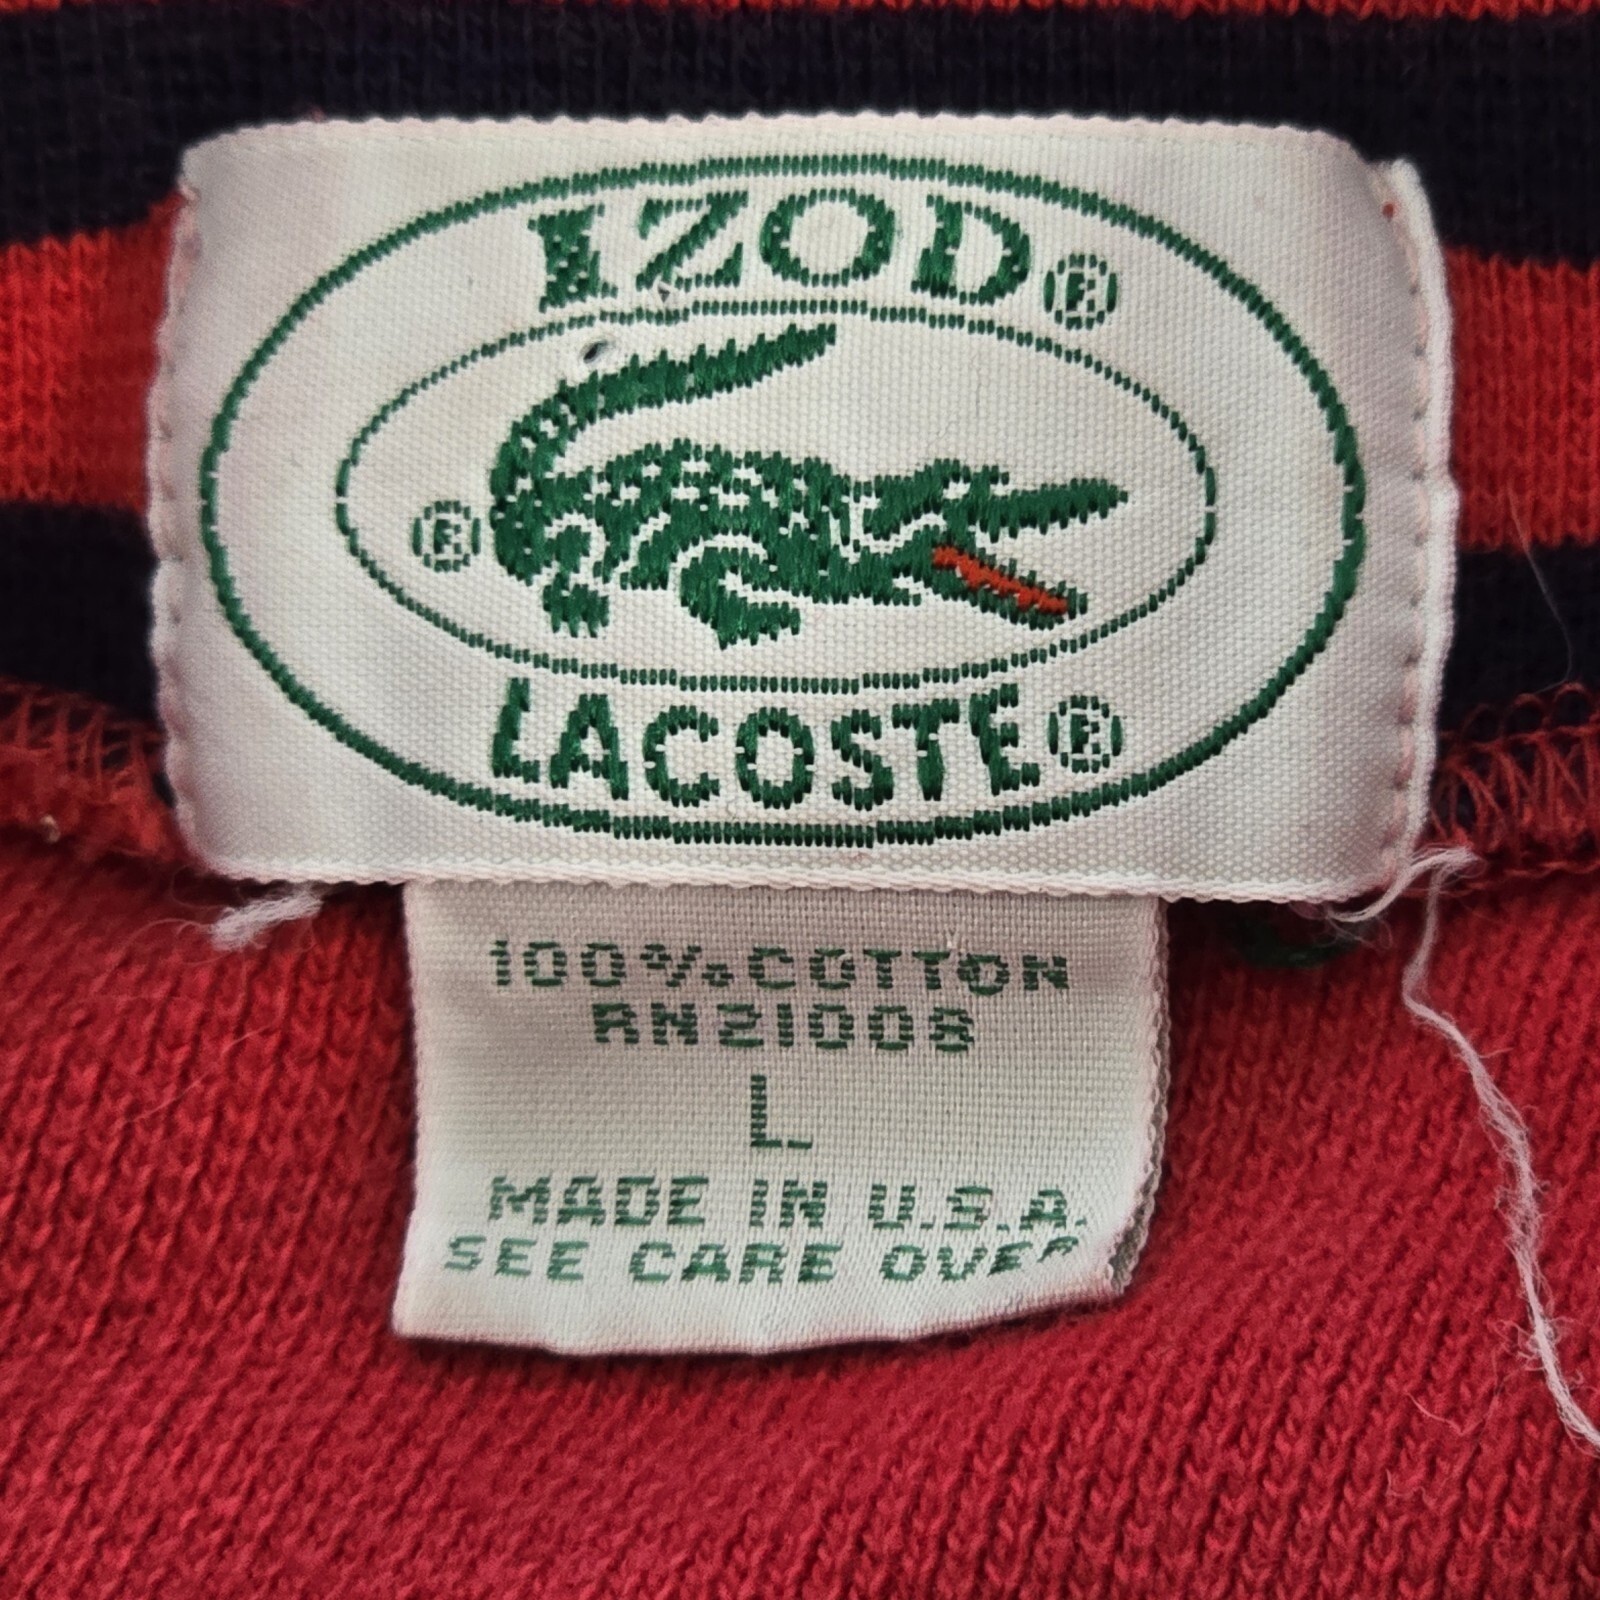 IZOD®
®
LACOSTE®
100% COTTON
RN21008
L
MADE IN U.S.A.
SEE CARE OVER